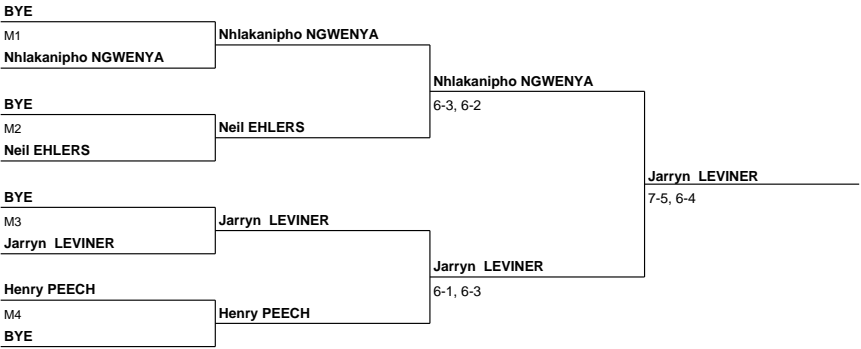 BYE
M1
Nhlakanipho NGWENYA
BYE
M2
Neil EHLERS
BYE
M3
Jarryn LEVINER
Henry PEECH
M4
BYE
Nhlakanipho NGWENYA
Neil EHLERS
Jarryn LEVINER
Henry PEECH
Nhlakanipho NGWENYA
6-3, 6-2
Jarryn LEVINER
6-1, 6-3
Jarryn LEVINER
7-5, 6-4